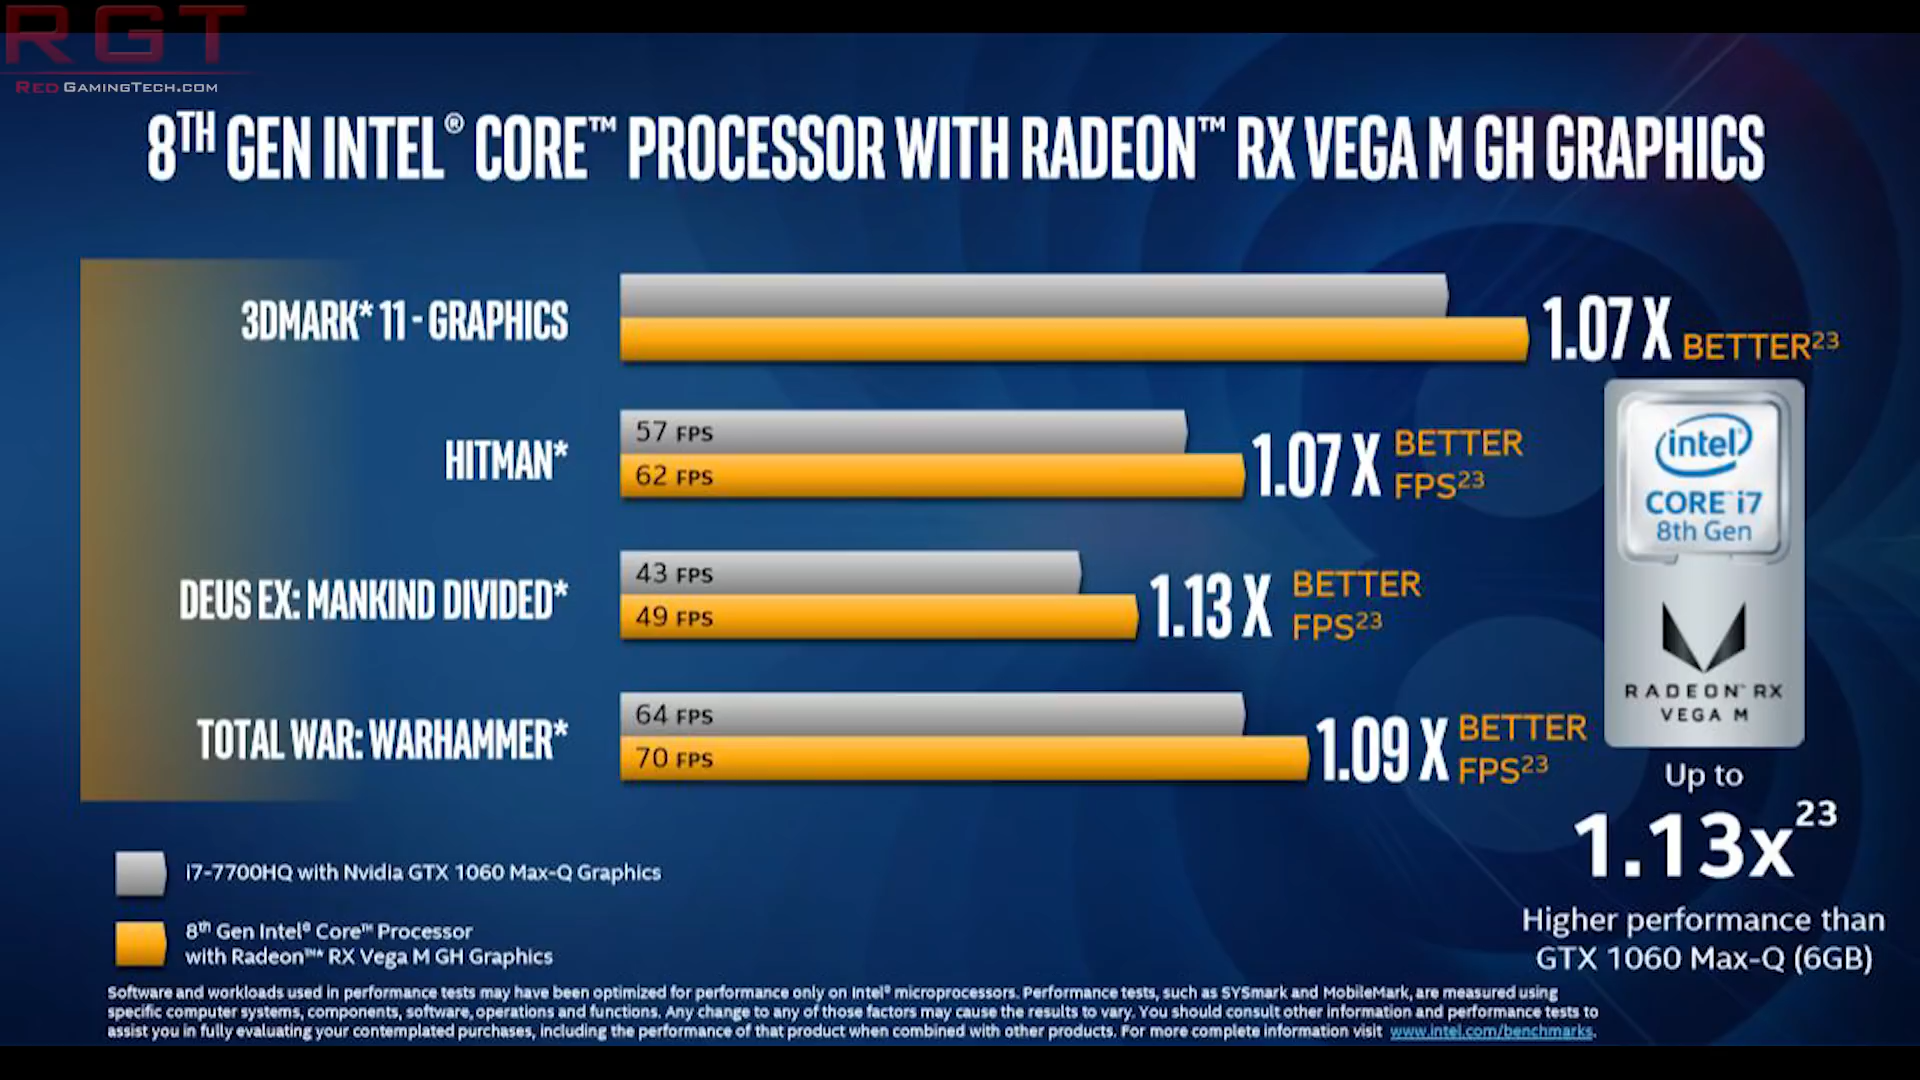 RGT
RedGamingTech.com
8TH GEN INTEL® CORE™ PROCESSOR WITH RADEON™ RX VEGA M GH GRAPHICS
3DMARK* 11 - GRAPHICS
1.07 X BETTER23
HITMAN*
57 FPS
62 FPS
1.07 X BETTER
FPS23
DEUS EX: MANKIND DIVIDED*
43 FPS
49 FPS
1.13 X BETTER
FPS23
TOTAL WAR: WARHAMMER*
64 FPS
70 FPS
1.09 X BETTER
FPS23
intel®
CORE™ i7
8th Gen
RADEON™ RX
VEGA M
Up to
1.13x23
Higher performance than
GTX 1060 Max-Q (6GB)
i7-7700HQ with Nvidia GTX 1060 Max-Q Graphics
8th Gen Intel® Core™ Processor
with Radeon™* RX Vega M GH Graphics
Software and workloads used in performance tests may have been optimized for performance only on Intel® microprocessors. Performance tests, such as SYSmark and MobileMark, are measured using
specific computer systems, components, software, operations and functions. Any change to any of those factors may cause the results to vary. You should consult other information and performance tests to
assist you in fully evaluating your contemplated purchases, including the performance of that product when combined with other products. For more complete information visit www.intel.com/benchmarks.